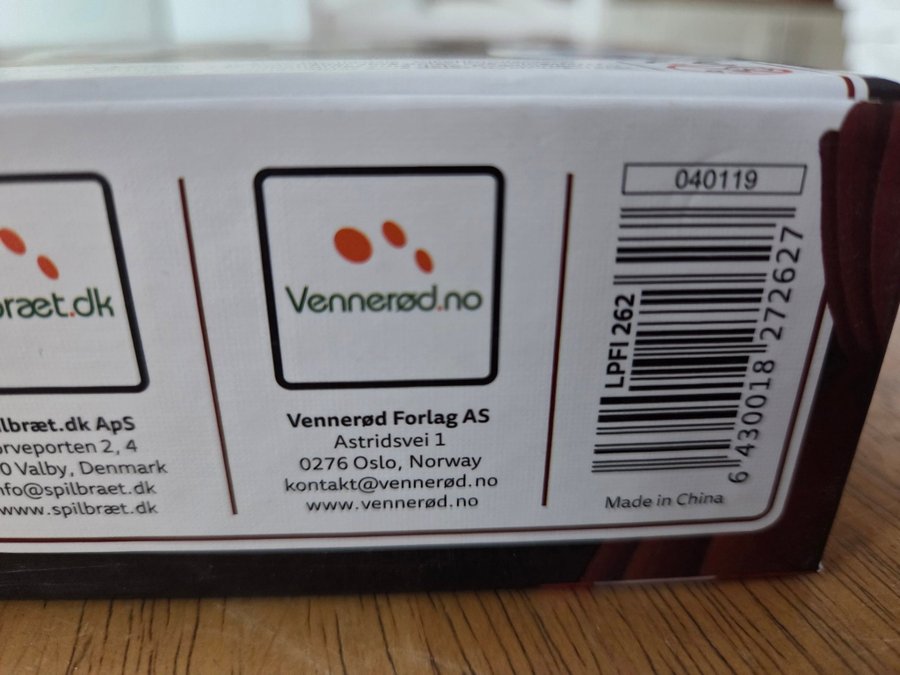 bræt.dk
lbræt.dk ApS
rveporten 2, 4
0 Valby, Denmark
nfo@spilbraet.dk
www.spilbræt.dk
Vennerød.no
Vennerød Forlag AS
Astridsvei 1
0276 Oslo, Norway
kontakt@vennerød.no
www.vennerød.no
040119
LPFI 262
6 430018 272627
Made in China